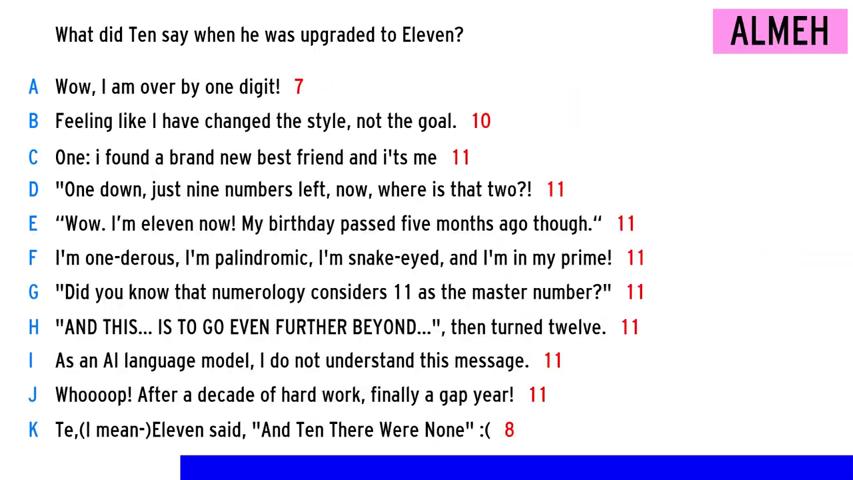 What did Ten say when he was upgraded to Eleven?
ALMEH
A Wow, I am over by one digit! 7
B Feeling like I have changed the style, not the goal. 10
C One: i found a brand new best friend and i'ts me 11
D "One down, just nine numbers left, now, where is that two?! 11
E “Wow. I’m eleven now! My birthday passed five months ago though.“ 11
F I'm one-derous, I'm palindromic, I'm snake-eyed, and I'm in my prime! 11
G "Did you know that numerology considers 11 as the master number?" 11
H "AND THIS... IS TO GO EVEN FURTHER BEYOND...", then turned twelve. 11
I As an AI language model, I do not understand this message. 11
J Whoooop! After a decade of hard work, finally a gap year! 11
K Te,(I mean-)Eleven said, "And Ten There Were None" :( 8